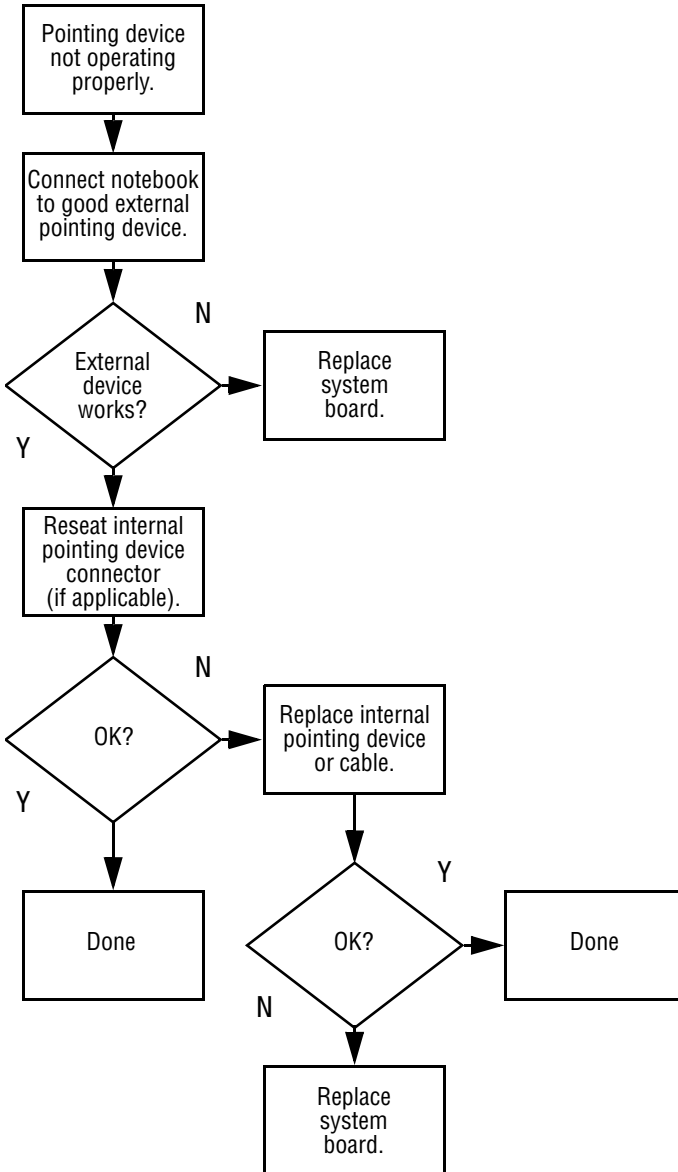 Pointing device
not operating
properly.
Connect notebook
to good external
pointing device.
N
External
device
works?
Replace
system
board.
Y
Reseat internal
pointing device
connector
(if applicable).
N
OK?
Replace internal
pointing device
or cable.
Y
Y
Done
OK?
Done
N
Replace
system
board.